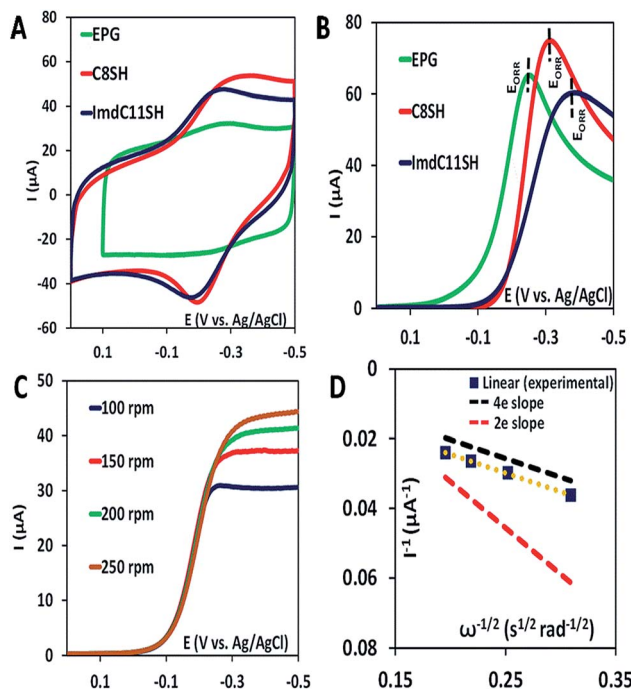 A
EPG
C8SH
ImdC11SH
I (µA)
80
60
40
20
0
-20
-40
-60
E (V vs. Ag/AgCl)
0.1
-0.1
-0.3
-0.5
B
EPG
C8SH
ImdC11SH
EORR
EORR
EORR
I (µA)
80
60
40
20
0
E (V vs. Ag/AgCl)
0.1
-0.1
-0.3
-0.5
C
100 rpm
150 rpm
200 rpm
250 rpm
I (µA)
50
40
30
20
10
0
E (V vs. Ag/AgCl)
0.1
-0.1
-0.3
-0.5
D
Linear (experimental)
4e slope
2e slope
I-1 (µA-1)
0
0.02
0.04
0.06
0.08
ω-1/2 (s1/2 rad-1/2)
0.15
0.25
0.35